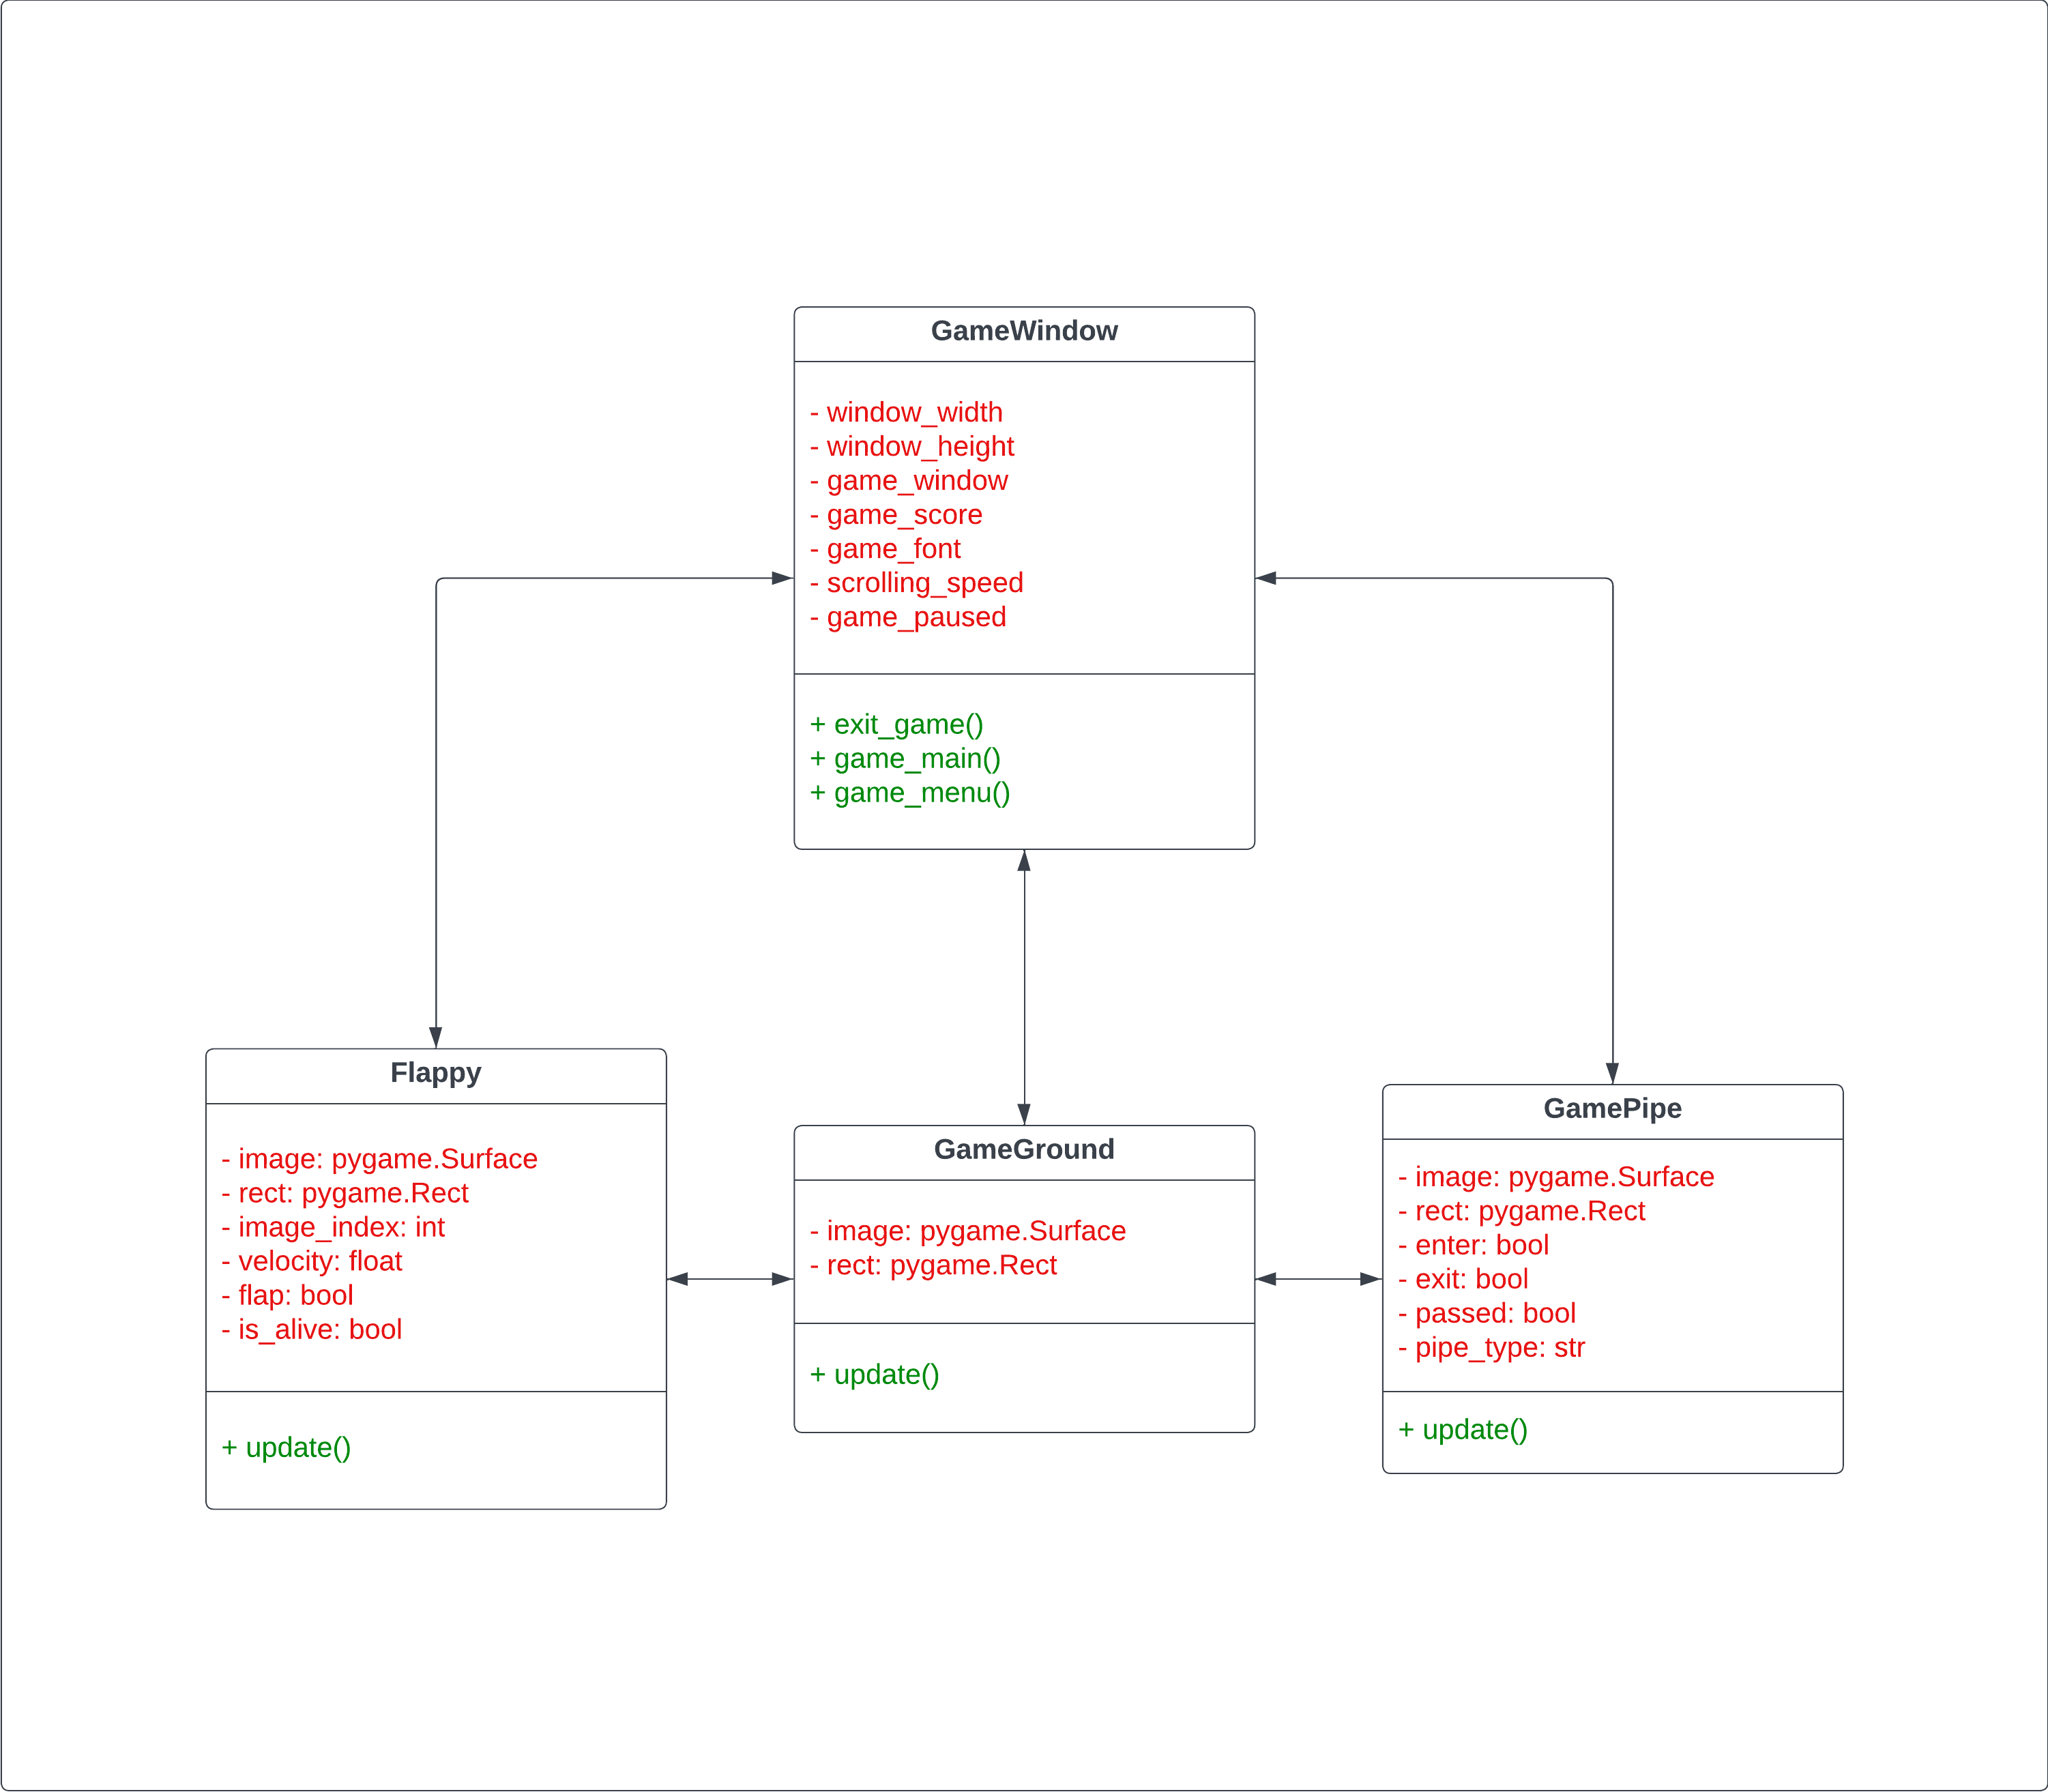 GameWindow
- window_width
- window_height
- game_window
- game_score
- game_font
- scrolling_speed
- game_paused
+ exit_game()
+ game_main()
+ game_menu()
Flappy
- image: pygame.Surface
- rect: pygame.Rect
- image_index: int
- velocity: float
- flap: bool
- is_alive: bool
+ update()
GameGround
- image: pygame.Surface
- rect: pygame.Rect
+ update()
GamePipe
- image: pygame.Surface
- rect: pygame.Rect
- enter: bool
- exit: bool
- passed: bool
- pipe_type: str
+ update()